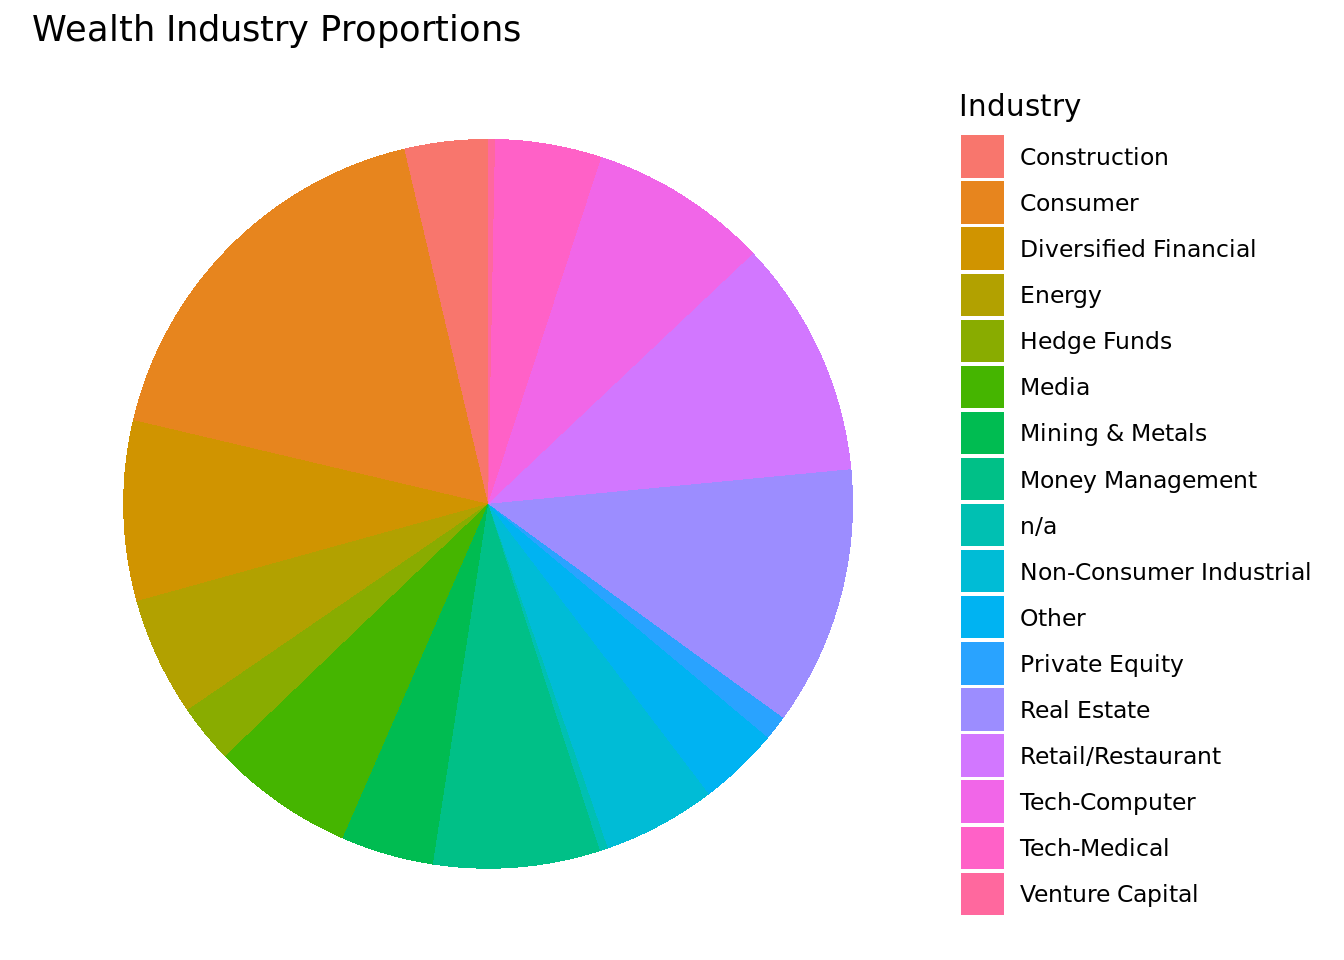 Wealth Industry Proportions
Industry
Construction
Consumer
Diversified Financial
Energy
Hedge Funds
Media
Mining & Metals
Money Management
n/a
Non-Consumer Industrial
Other
Private Equity
Real Estate
Retail/Restaurant
Tech-Computer
Tech-Medical
Venture Capital